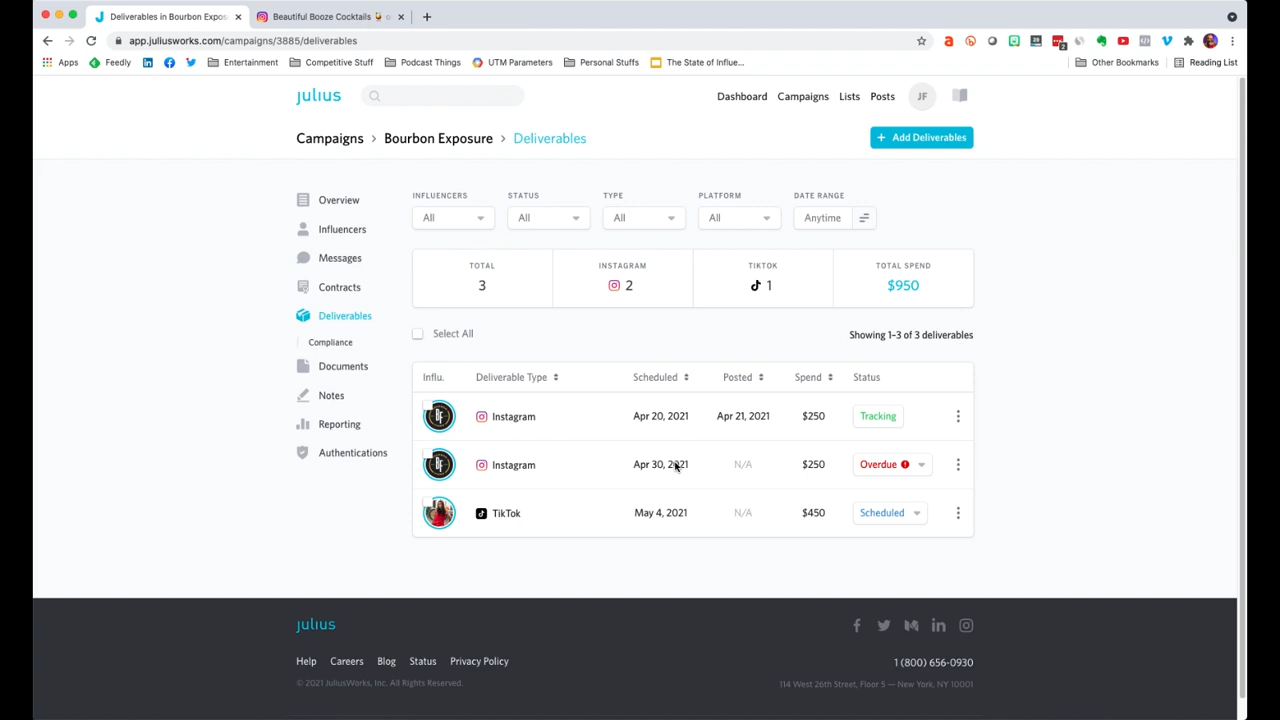 Deliverables in Bourbon Expos
Beautiful Booze Cocktails
app.juliusworks.com/campaigns/3885/deliverables
Apps Feedly Entertainment Competitive Stuff Podcast Things UTM Parameters Personal Stuffs The State of Influe... Other Bookmarks Reading List
julius Dashboard Campaigns Lists Posts JF
Campaigns > Bourbon Exposure > Deliverables + Add Deliverables
Overview
Influencers
Messages
Contracts
Deliverables
Compliance
Documents
Notes
Reporting
Authentications
INFLUENCERS STATUS TYPE PLATFORM DATE RANGE
All All All All Anytime
TOTAL INSTAGRAM TIKTOK TOTAL SPEND
3 2 1 $950
Select All Showing 1–3 of 3 deliverables
Influ. Deliverable Type Scheduled Posted Spend Status
BF Instagram Apr 20, 2021 Apr 21, 2021 $250 Tracking
BF Instagram Apr 30, 2021 N/A $250 Overdue
TikTok May 4, 2021 N/A $450 Scheduled
julius
Help Careers Blog Status Privacy Policy 1 (800) 656-0930
© 2021 JuliusWorks, Inc. All Rights Reserved. 114 West 26th Street, Floor 5 — New York, NY 10001